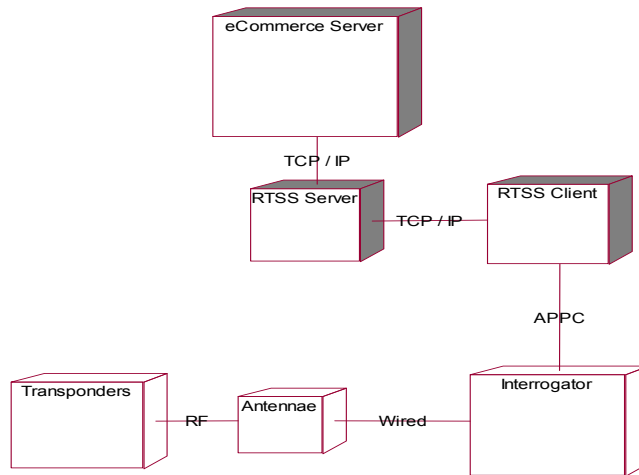 eCommerce Server
TCP / IP
RTSS Server
TCP / IP
RTSS Client
APPC
Transponders
RF
Antennae
Wired
Interrogator